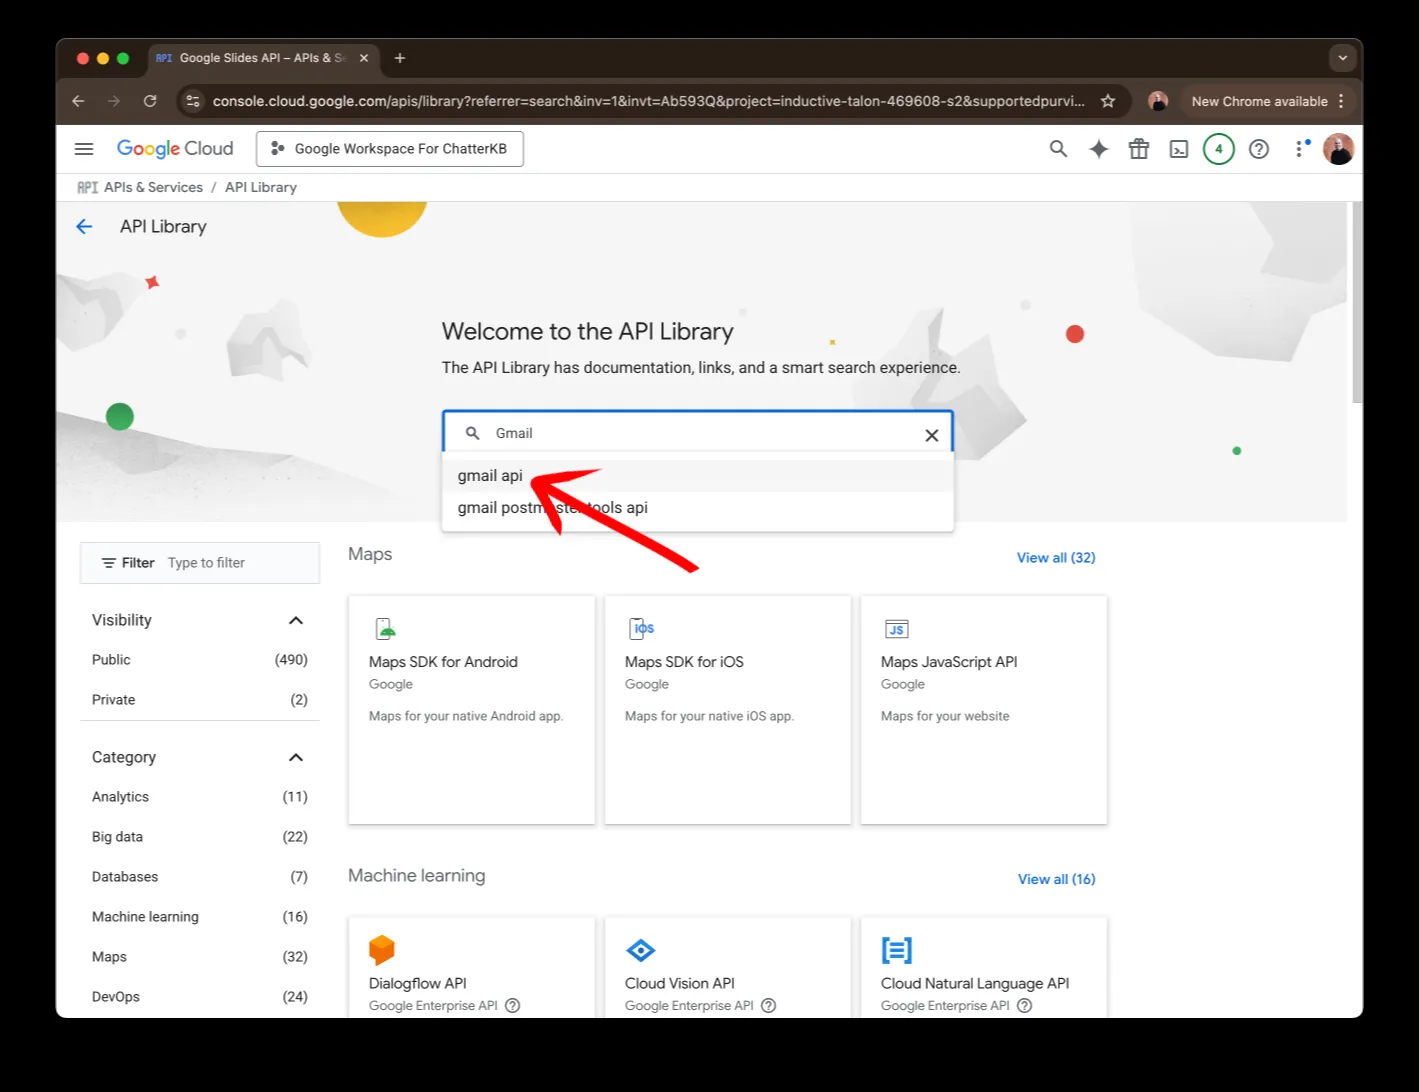 API Google Slides API – APIs & Se
console.cloud.google.com/apis/library?referrer=search&inv=1&invt=Ab593Q&project=inductive-talon-469608-s2&supportedpurvi...
New Chrome available
Google Cloud
Google Workspace For ChatterKB
4
API APIs & Services / API Library
API Library
Welcome to the API Library
The API Library has documentation, links, and a smart search experience.
Gmail
gmail api
gmail postmaster tools api
Filter Type to filter
Visibility
Public (490)
Private (2)
Category
Analytics (11)
Big data (22)
Databases (7)
Machine learning (16)
Maps (32)
DevOps (24)
Maps
View all (32)
Maps SDK for Android
Google
Maps for your native Android app.
iOS
Maps SDK for iOS
Google
Maps for your native iOS app.
JS
Maps JavaScript API
Google
Maps for your website
Machine learning
View all (16)
Dialogflow API
Google Enterprise API
Cloud Vision API
Google Enterprise API
Cloud Natural Language API
Google Enterprise API